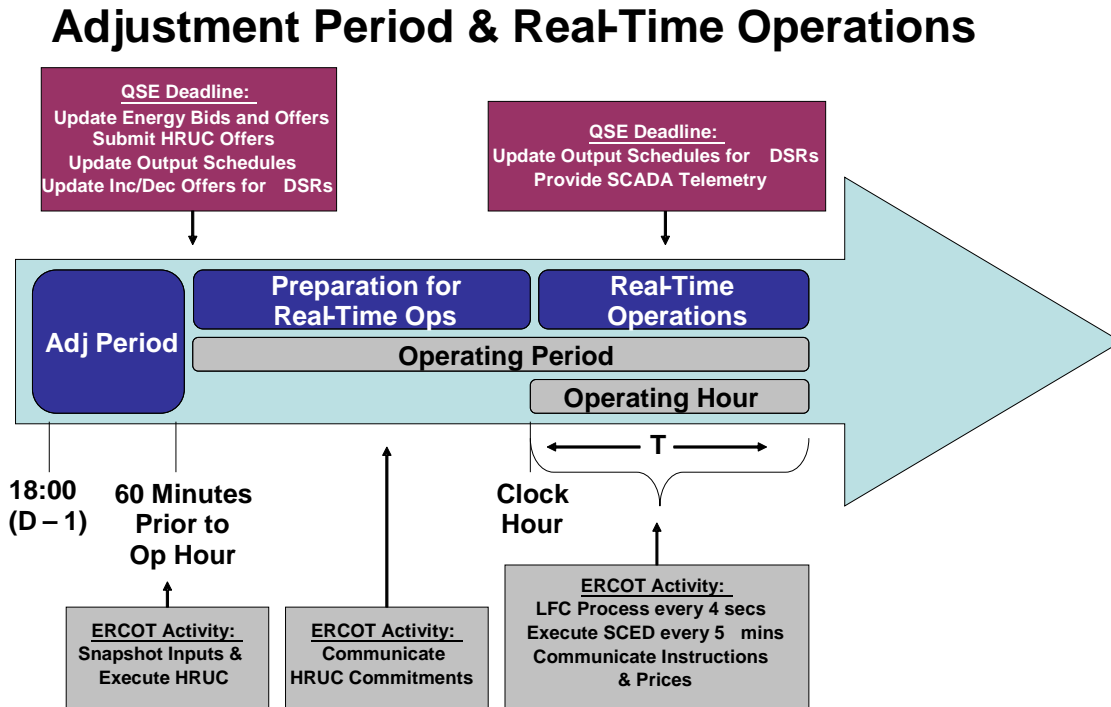 Adjustment Period & Real-Time Operations
QSE Deadline:
Update Energy Bids and Offers
Submit HRUC Offers
Update Output Schedules
Update Inc/Dec Offers for DSRs
QSE Deadline:
Update Output Schedules for DSRs
Provide SCADA Telemetry
Adj Period
Preparation for
Real-Time Ops
Real-Time
Operations
Operating Period
Operating Hour
T
18:00
(D – 1)
60 Minutes
Prior to
Op Hour
Clock
Hour
ERCOT Activity:
Snapshot Inputs &
Execute HRUC
ERCOT Activity:
Communicate
HRUC Commitments
ERCOT Activity:
LFC Process every 4 secs
Execute SCED every 5 mins
Communicate Instructions
& Prices